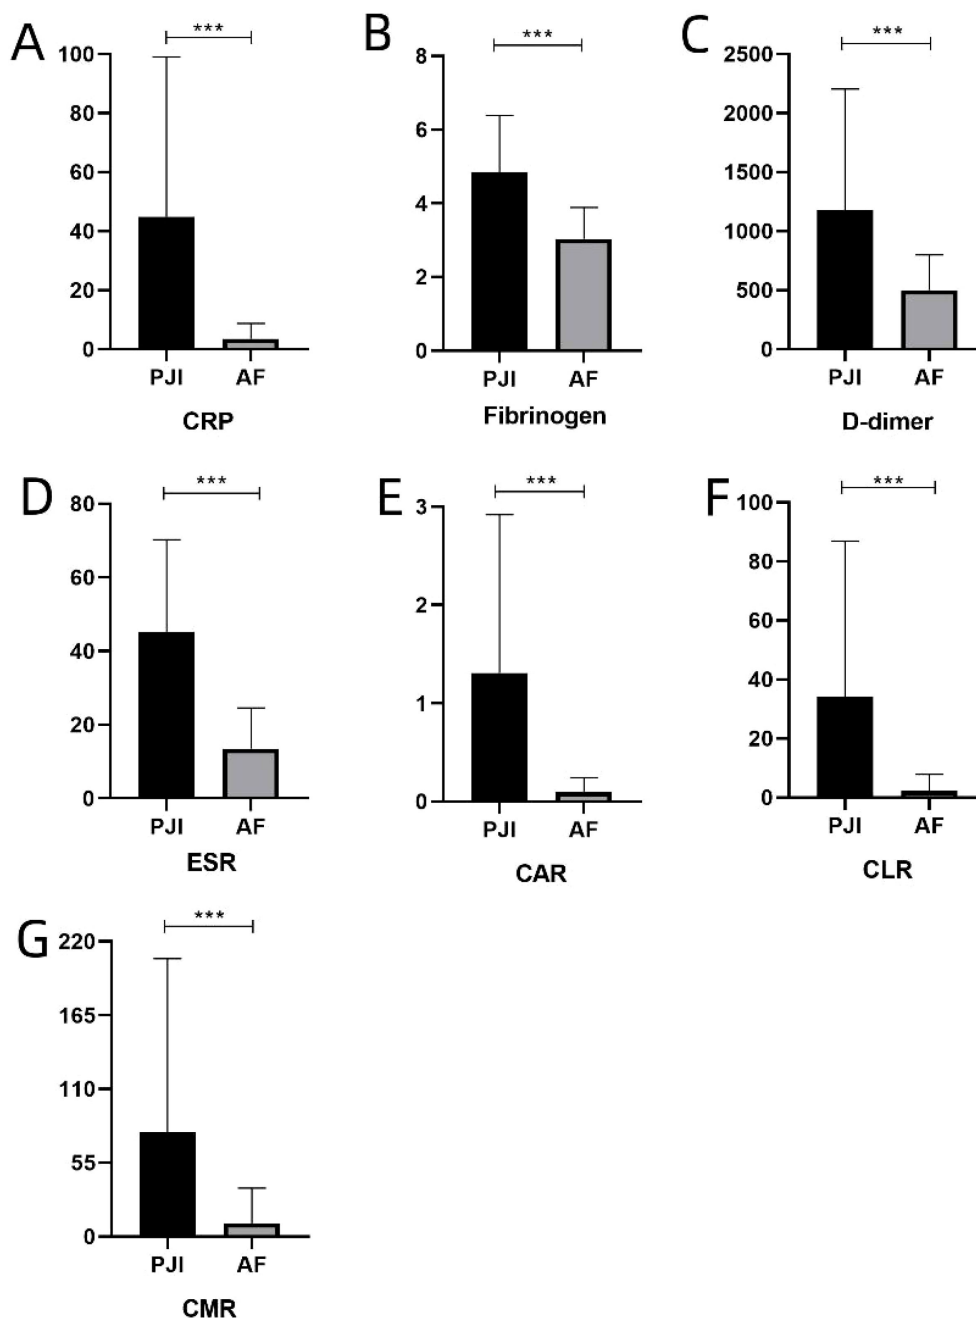 A
***
100
80
60
40
20
0
PJI AF
CRP
B
***
8
6
4
2
0
PJI AF
Fibrinogen
C
***
2500
2000
1500
1000
500
0
PJI AF
D-dimer
D
***
80
60
40
20
0
PJI AF
ESR
E
***
3
2
1
0
PJI AF
CAR
F
***
100
80
60
40
20
0
PJI AF
CLR
G
***
220
165
110
55
0
PJI AF
CMR